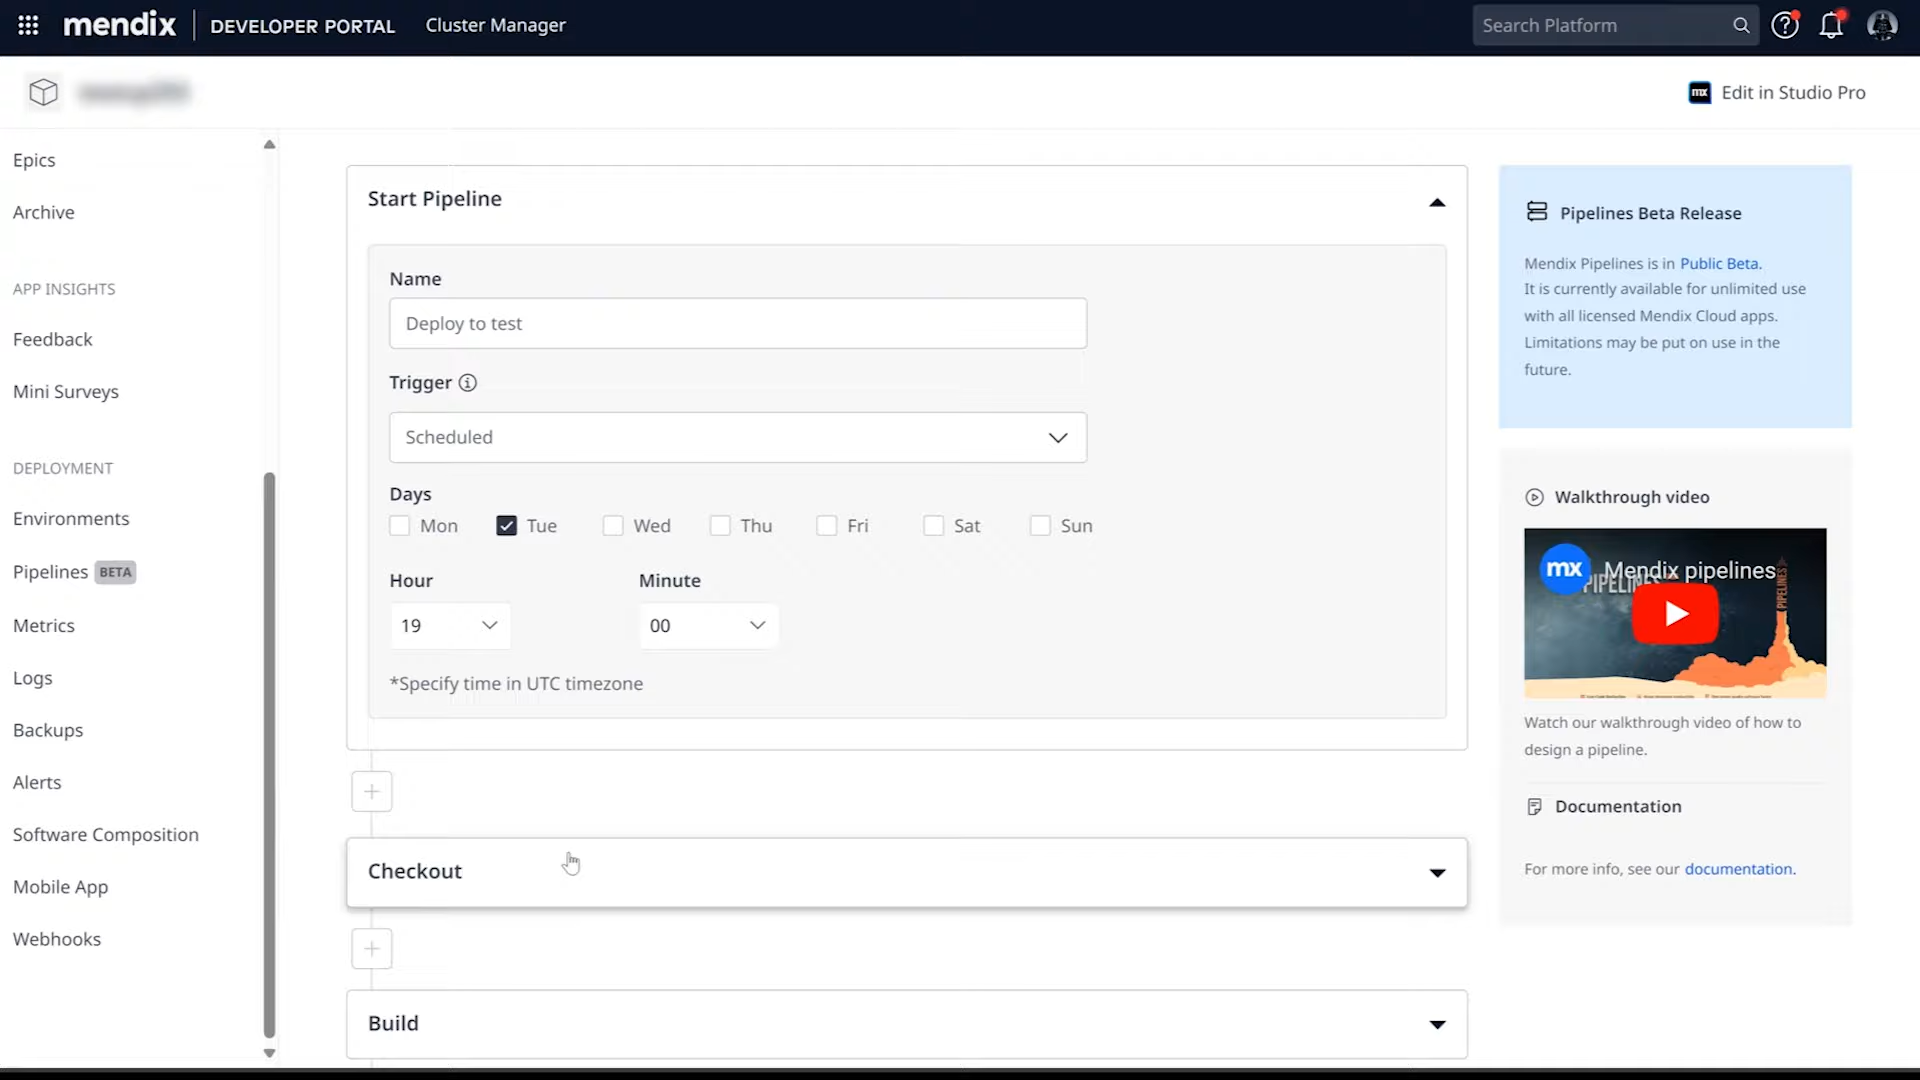 mendix
DEVELOPER PORTAL
Cluster Manager
Search Platform
mx
Edit in Studio Pro
Epics
Archive
APP INSIGHTS
Feedback
Mini Surveys
DEPLOYMENT
Environments
Pipelines BETA
Metrics
Logs
Backups
Alerts
Software Composition
Mobile App
Webhooks
Start Pipeline
Name
Deploy to test
Trigger
Scheduled
Days
Mon Tue Wed Thu Fri Sat Sun
Hour Minute
19 00
*Specify time in UTC timezone
Checkout
Build
Pipelines Beta Release
Mendix Pipelines is in Public Beta.
It is currently available for unlimited use
with all licensed Mendix Cloud apps.
Limitations may be put on use in the
future.
Walkthrough video
mx Mendix pipelines
PIPELINES
Watch our walkthrough video of how to
design a pipeline.
Documentation
For more info, see our documentation.